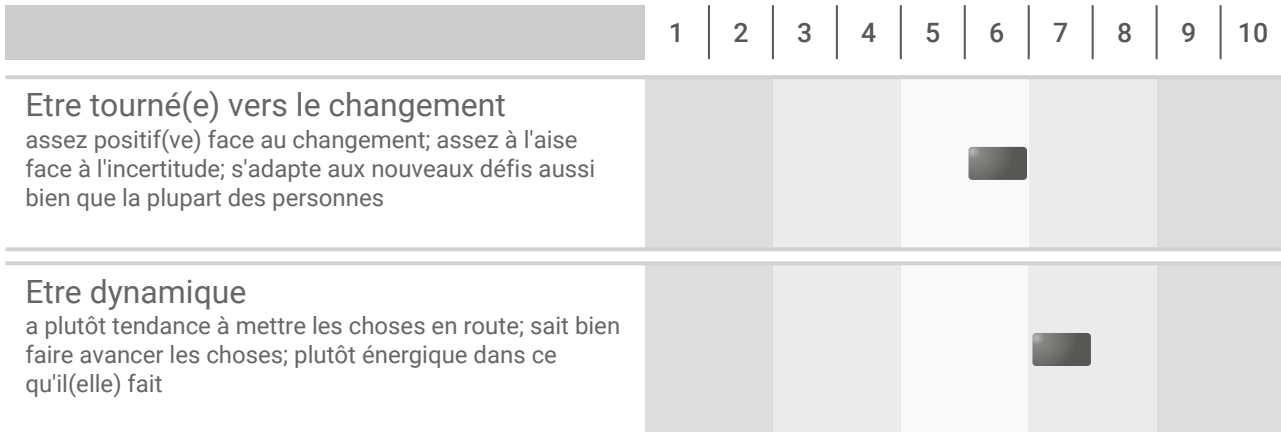 1 2 3 4 5 6 7 8 9 10
Etre tourné(e) vers le changement
assez positif(ve) face au changement; assez à l'aise
face à l'incertitude; s'adapte aux nouveaux défis aussi
bien que la plupart des personnes
Etre dynamique
a plutôt tendance à mettre les choses en route; sait bien
faire avancer les choses; plutôt énergique dans ce
qu'il(elle) fait